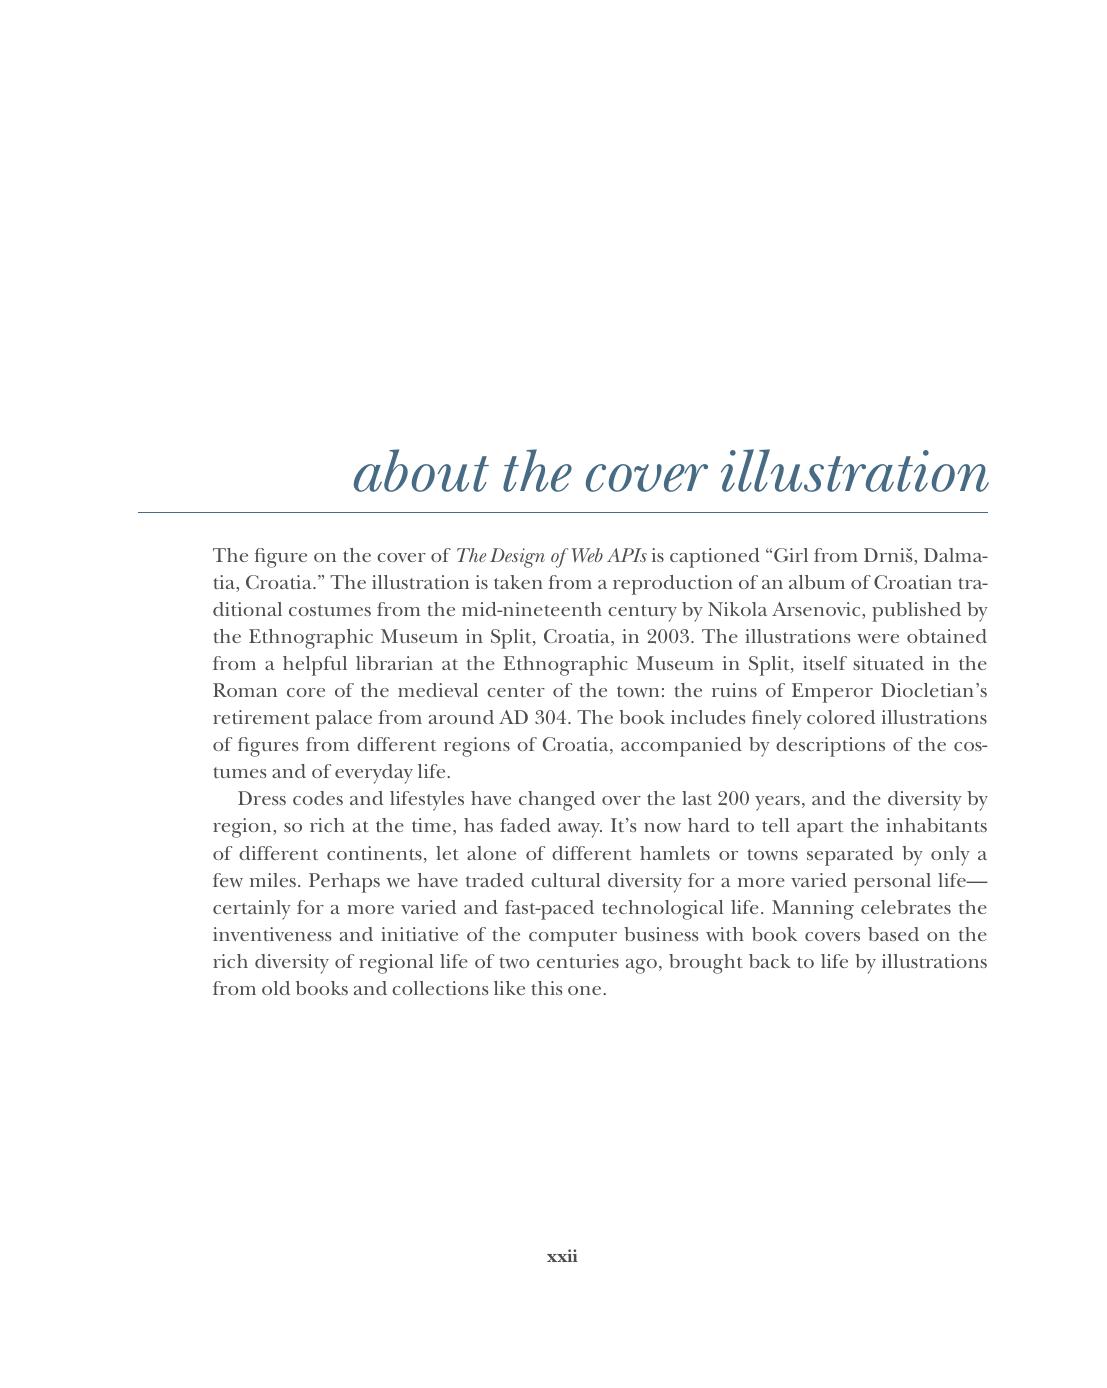 about the cover illustration
The figure on the cover of The Design of Web APIs is captioned “Girl from Drniš, Dalma-
tia, Croatia.” The illustration is taken from a reproduction of an album of Croatian tra-
ditional costumes from the mid-nineteenth century by Nikola Arsenovic, published by
the Ethnographic Museum in Split, Croatia, in 2003. The illustrations were obtained
from a helpful librarian at the Ethnographic Museum in Split, itself situated in the
Roman core of the medieval center of the town: the ruins of Emperor Diocletian’s
retirement palace from around AD 304. The book includes finely colored illustrations
of figures from different regions of Croatia, accompanied by descriptions of the cos-
tumes and of everyday life.
Dress codes and lifestyles have changed over the last 200 years, and the diversity by
region, so rich at the time, has faded away. It’s now hard to tell apart the inhabitants
of different continents, let alone of different hamlets or towns separated by only a
few miles. Perhaps we have traded cultural diversity for a more varied personal life—
certainly for a more varied and fast-paced technological life. Manning celebrates the
inventiveness and initiative of the computer business with book covers based on the
rich diversity of regional life of two centuries ago, brought back to life by illustrations
from old books and collections like this one.
xxii